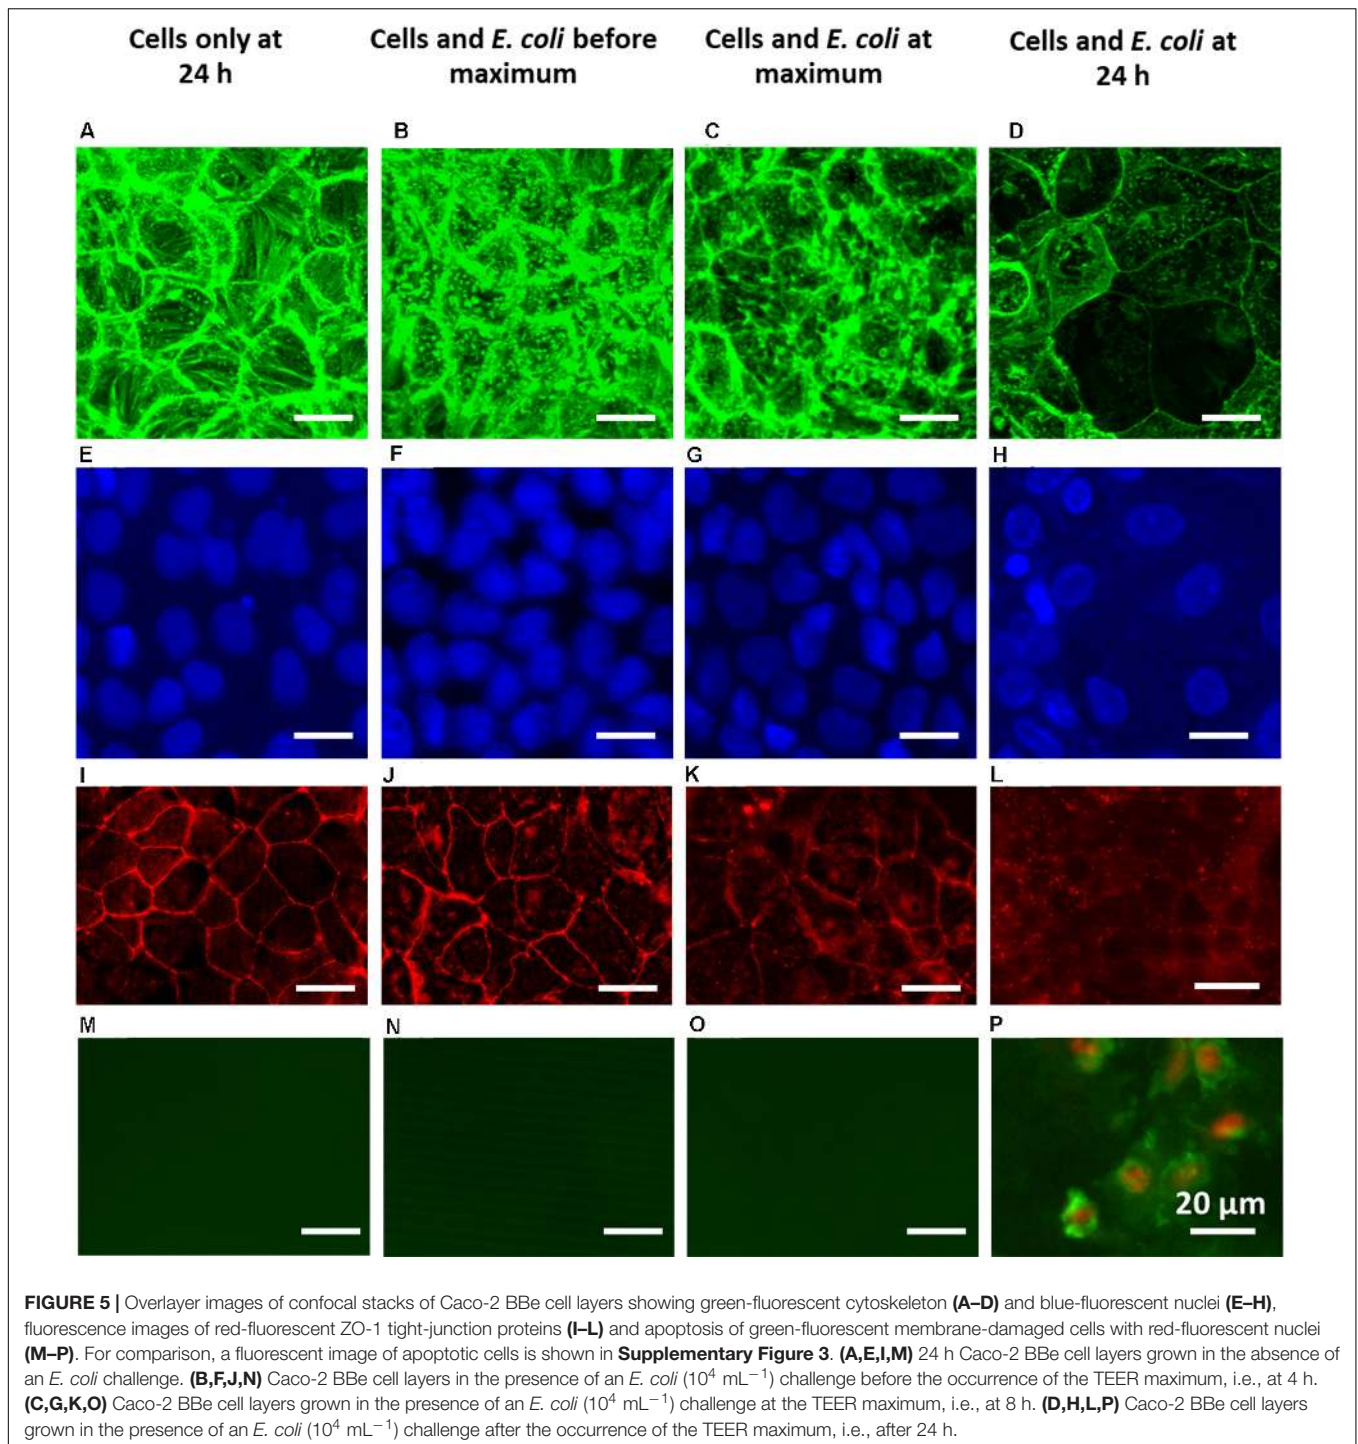 Cells only at
24 h
Cells and E. coli before
maximum
Cells and E. coli at
maximum
Cells and E. coli at
24 h
A
B
C
D
E
F
G
H
I
J
K
L
M
N
O
P
20 µm
FIGURE 5 | Overlayer images of confocal stacks of Caco-2 BBe cell layers showing green-fluorescent cytoskeleton (A–D) and blue-fluorescent nuclei (E–H),
fluorescence images of red-fluorescent ZO-1 tight-junction proteins (I–L) and apoptosis of green-fluorescent membrane-damaged cells with red-fluorescent nuclei
(M–P). For comparison, a fluorescent image of apoptotic cells is shown in Supplementary Figure 3. (A,E,I,M) 24 h Caco-2 BBe cell layers grown in the absence of
an E. coli challenge. (B,F,J,N) Caco-2 BBe cell layers in the presence of an E. coli (10⁴ mL⁻¹) challenge before the occurrence of the TEER maximum, i.e., at 4 h.
(C,G,K,O) Caco-2 BBe cell layers grown in the presence of an E. coli (10⁴ mL⁻¹) challenge at the TEER maximum, i.e., at 8 h. (D,H,L,P) Caco-2 BBe cell layers
grown in the presence of an E. coli (10⁴ mL⁻¹) challenge after the occurrence of the TEER maximum, i.e., after 24 h.